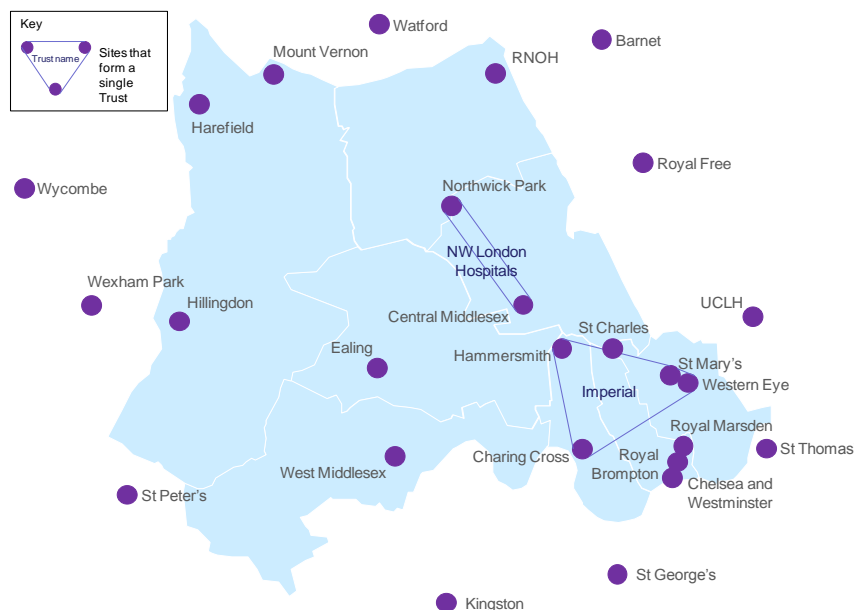 Key
Trust name
Sites that
form a
single
Trust
Watford
Barnet
Mount Vernon
RNOH
Harefield
Royal Free
Wycombe
Northwick Park
NW London
Hospitals
Wexham Park
Hillingdon
Central Middlesex
UCLH
St Charles
Ealing
Hammersmith
St Mary's
Western Eye
Imperial
Royal Marsden
Charing Cross
Royal
Brompton
St Thomas
West Middlesex
Chelsea and
Westminster
St Peter's
St George's
Kingston